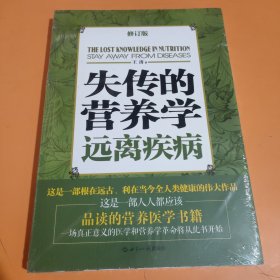 修订版
THE LOST KNOWLEDGE IN NUTRITION
STAY AWAY FROM DISEASES
王涛
失传的
营养学
远离疾病
这是一部根在远古、利在当今全人类健康的伟大作品
这是一部人人都应该
品读的营养医学书籍
一场真正意义的医学和营养学革命将从此书开始